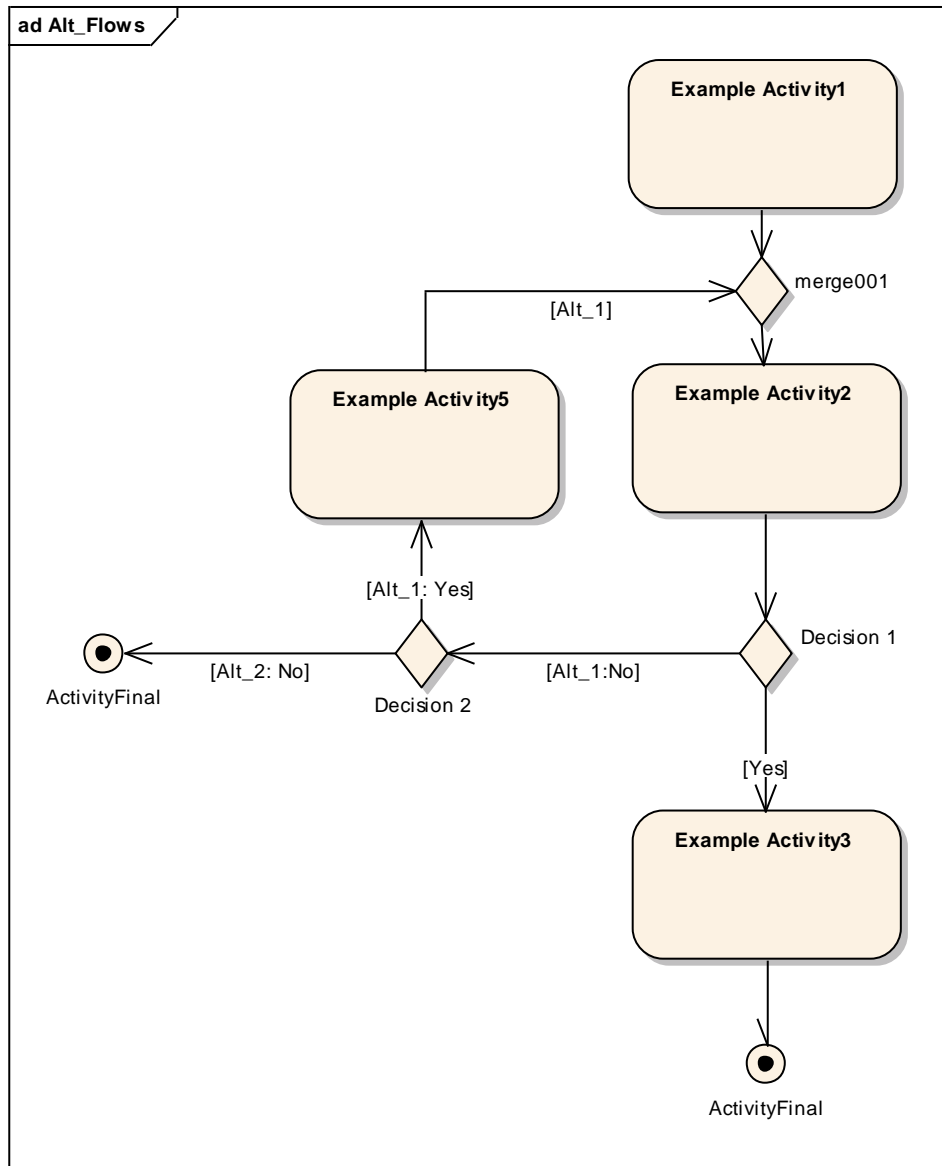 ad Alt_Flows
Example Activity1
merge001
[Alt_1]
Example Activity5
Example Activity2
[Alt_1: Yes]
Decision 1
[Alt_2: No]
[Alt_1:No]
ActivityFinal
Decision 2
[Yes]
Example Activity3
ActivityFinal